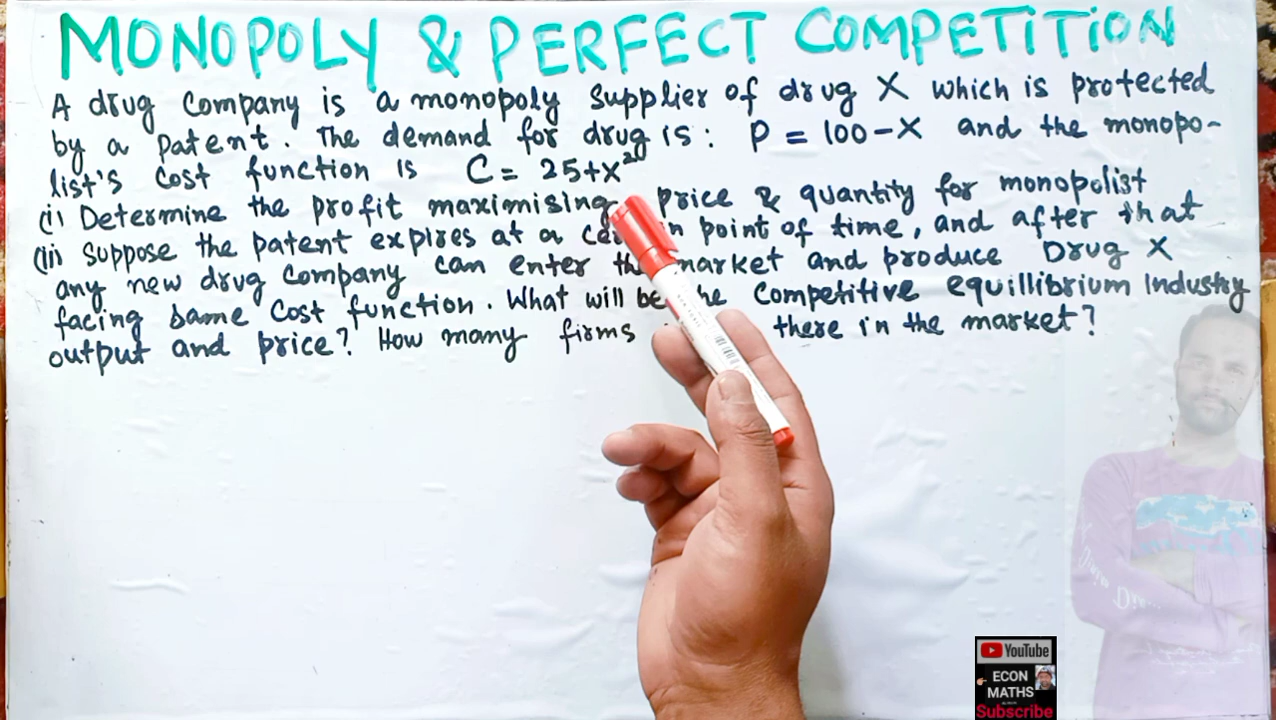 MONOPOLY & PERFECT COMPETITION
A drug company is a monopoly supplier of drug X which is protected
by a patent. The demand for drug is: P = 100 - X and the monopo-
list's cost function is C = 25+X²
(i) Determine the profit maximising price & quantity for monopolist
(ii) Suppose the patent expires at a point of time, and after that
any new drug company can enter the market and produce Drug X
facing same cost function. What will be the competitive equillibrium Industry
output and price? How many firms there in the market?
YouTube
ECON
MATHS
Subscribe